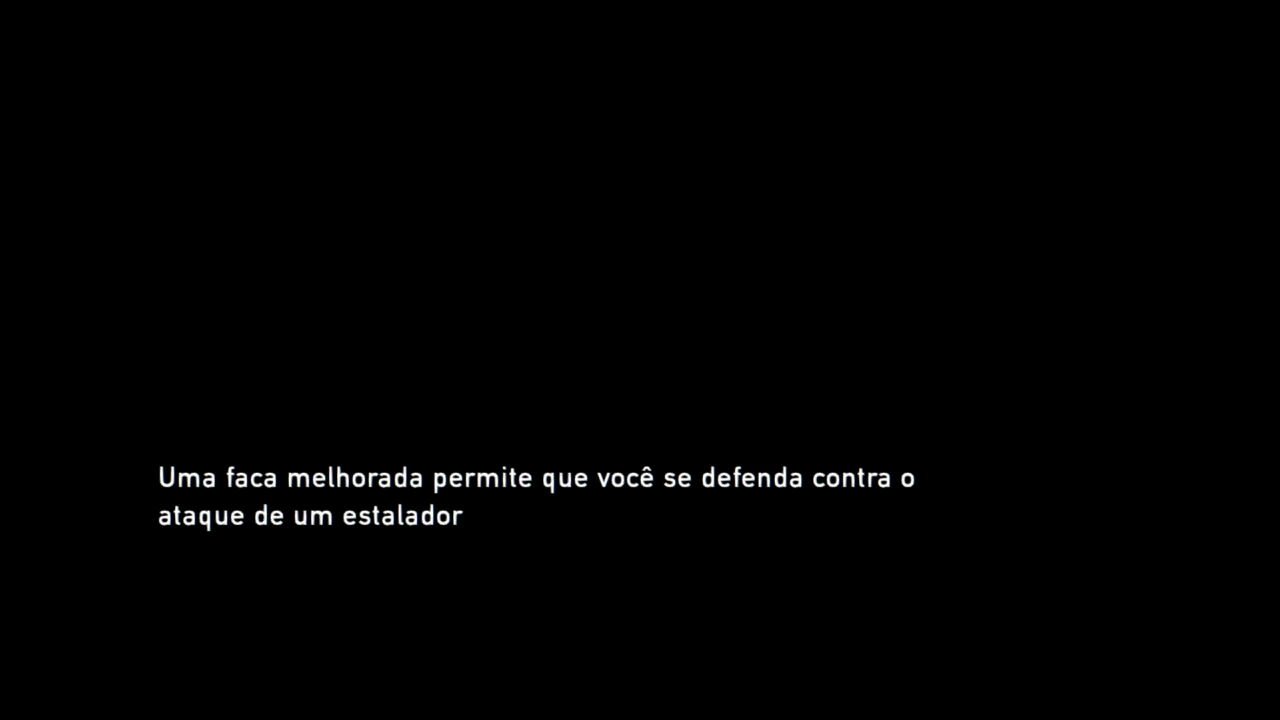 Uma faca melhorada permite que você se defenda contra o
ataque de um estalador